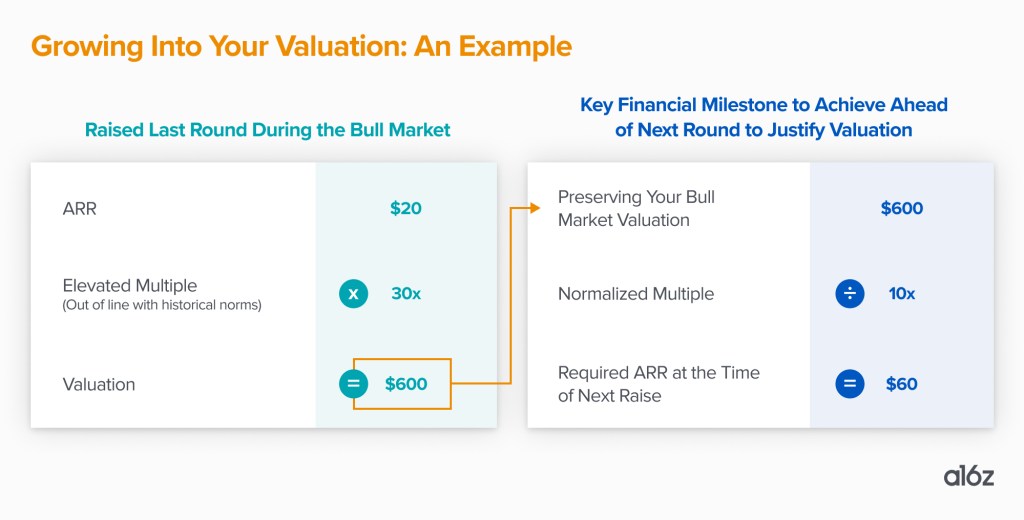 Growing Into Your Valuation: An Example
Raised Last Round During the Bull Market
ARR
$20
Elevated Multiple
(Out of line with historical norms)
x
30x
Valuation
=
$600
Key Financial Milestone to Achieve Ahead
of Next Round to Justify Valuation
Preserving Your Bull
Market Valuation
$600
Normalized Multiple
÷
10x
Required ARR at the Time
of Next Raise
=
$60
a16z